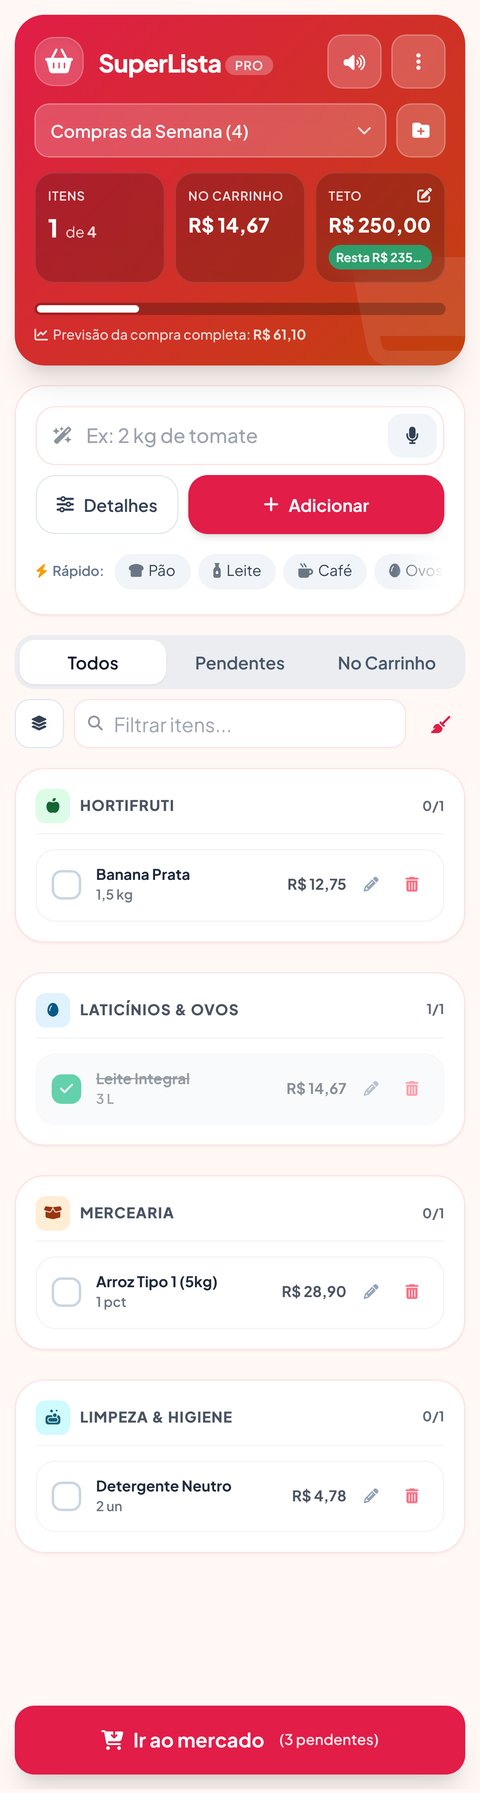 SuperLista PRO
Compras da Semana (4)
ITENS
1 de 4
NO CARRINHO
R$ 14,67
TETO
R$ 250,00
Resta R$ 235...
Previsão da compra completa: R$ 61,10
Ex: 2 kg de tomate
Detalhes
Adicionar
Rápido:
Pão
Leite
Café
Ovos
Todos
Pendentes
No Carrinho
Filtrar itens...
HORTIFRUTI
0/1
Banana Prata
1,5 kg
R$ 12,75
LATICÍNIOS & OVOS
1/1
Leite Integral
3 L
R$ 14,67
MERCEARIA
0/1
Arroz Tipo 1 (5kg)
1 pct
R$ 28,90
LIMPEZA & HIGIENE
0/1
Detergente Neutro
2 un
R$ 4,78
Ir ao mercado (3 pendentes)